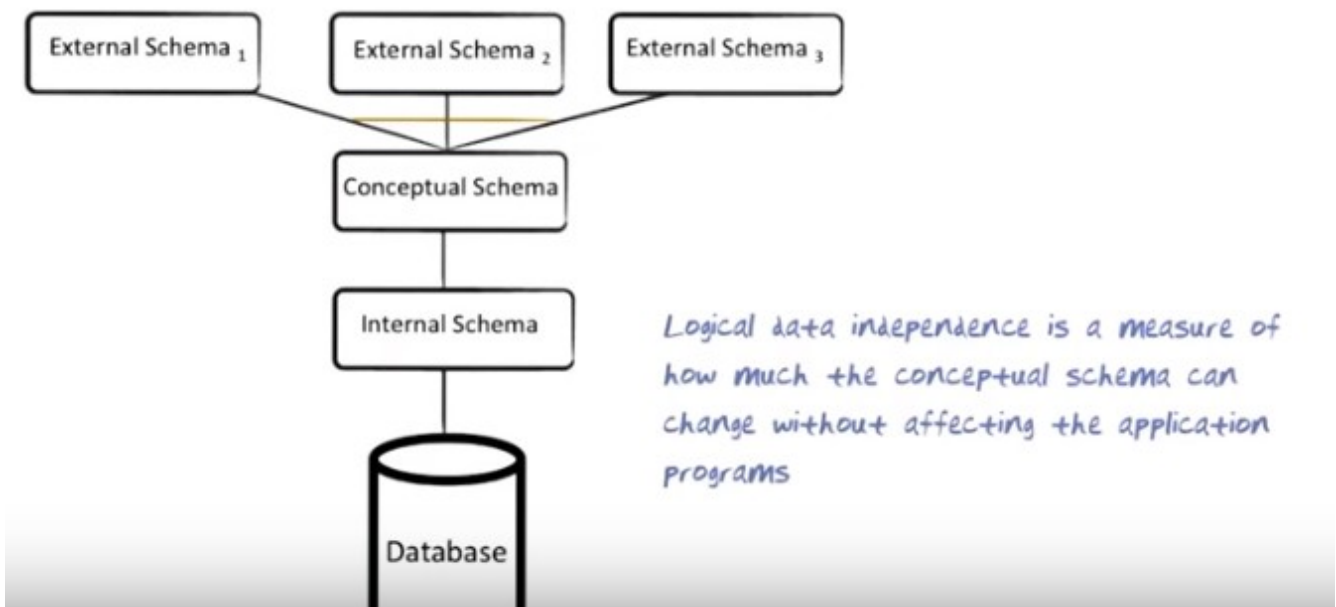 External Schema 1
External Schema 2
External Schema 3
Conceptual Schema
Internal Schema
Logical data independence is a measure of
how much the conceptual schema can
change without affecting the application
programs
Database